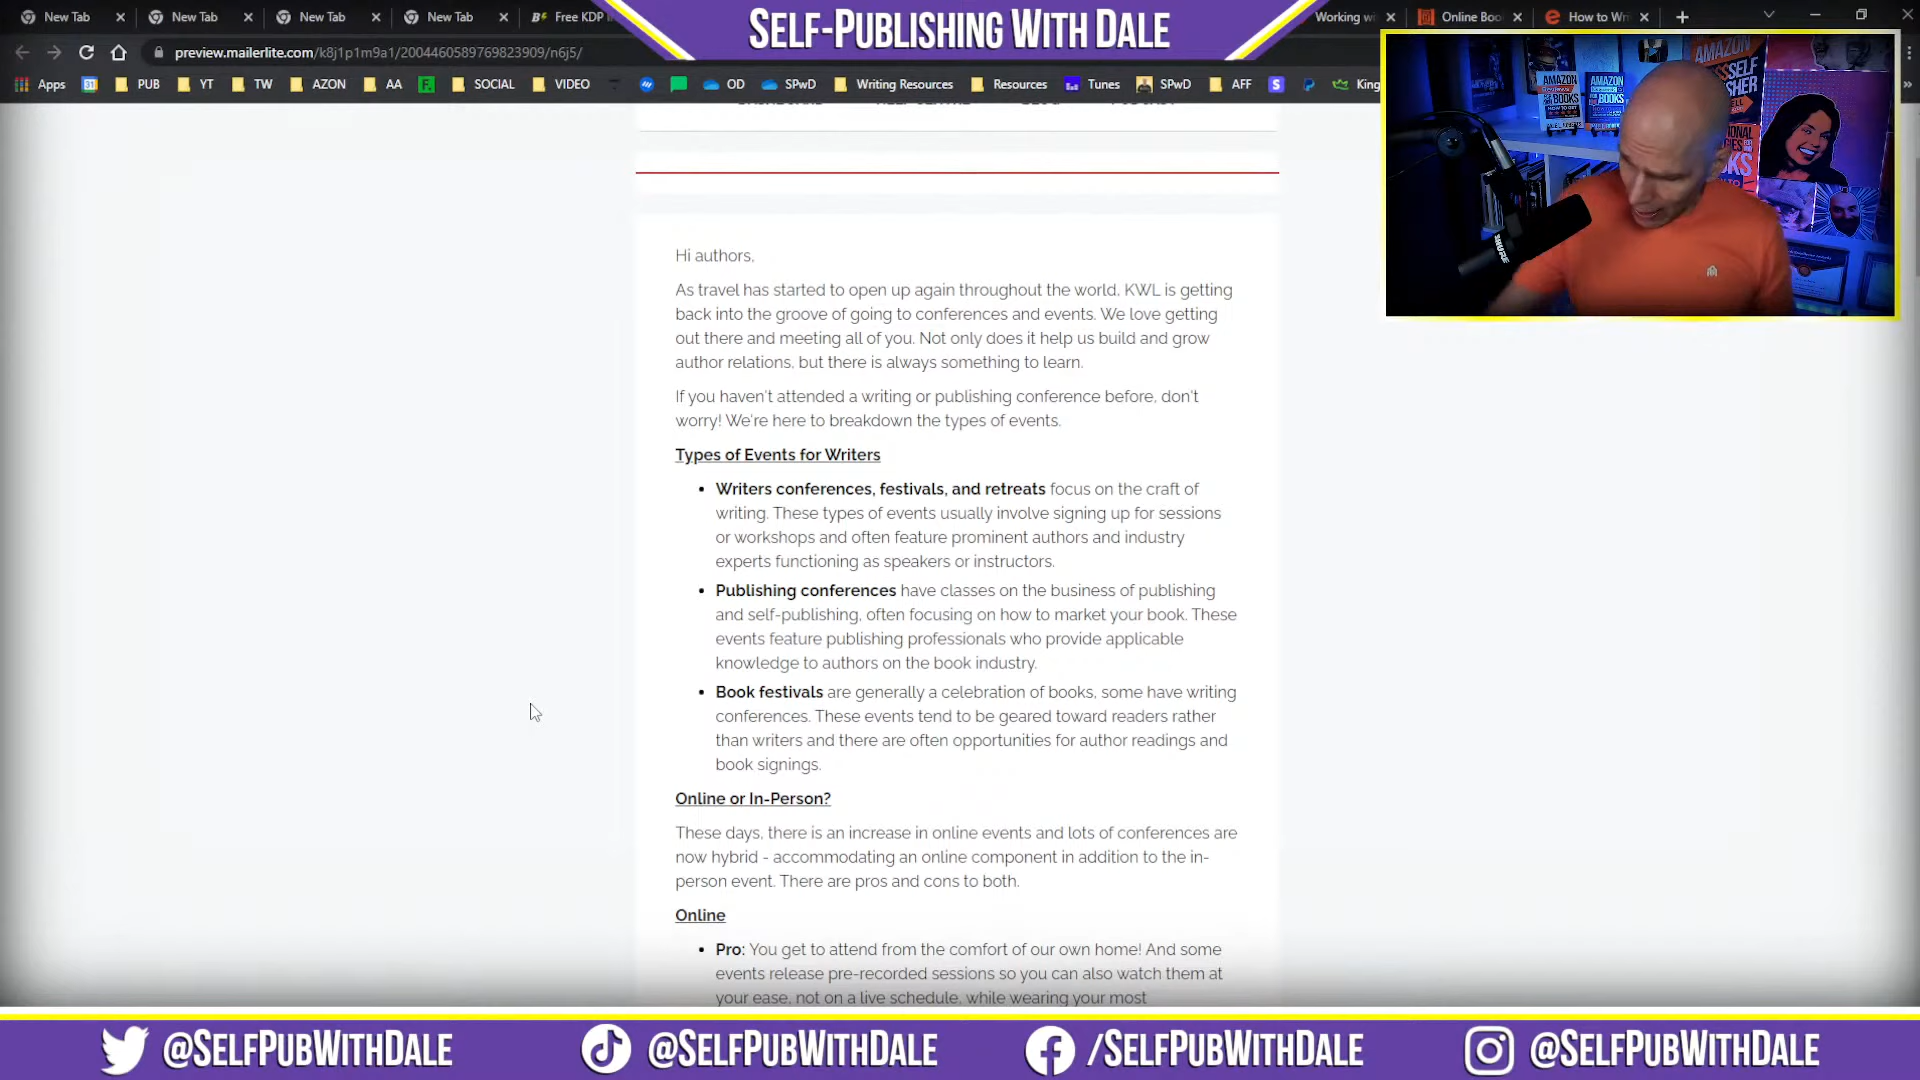 New Tab
New Tab
New Tab
New Tab
Free KDP
SELF-PUBLISHING WITH DALE
Working wi
Online Boo
How to Wri
preview.mailerlite.com/k8j1p1m9a1/2004460589769823909/n6j5/
Apps
PUB
YT
TW
AZON
AA
SOCIAL
VIDEO
OD
SPwD
Writing Resources
Resources
Tunes
SPwD
AFF
King
Hi authors,
As travel has started to open up again throughout the world, KWL is getting
back into the groove of going to conferences and events. We love getting
out there and meeting all of you. Not only does it help us build and grow
author relations, but there is always something to learn.
If you haven't attended a writing or publishing conference before, don't
worry! We're here to breakdown the types of events.
Types of Events for Writers
• Writers conferences, festivals, and retreats focus on the craft of
writing. These types of events usually involve signing up for sessions
or workshops and often feature prominent authors and industry
experts functioning as speakers or instructors.
• Publishing conferences have classes on the business of publishing
and self-publishing, often focusing on how to market your book. These
events feature publishing professionals who provide applicable
knowledge to authors on the book industry.
• Book festivals are generally a celebration of books, some have writing
conferences. These events tend to be geared toward readers rather
than writers and there are often opportunities for author readings and
book signings.
Online or In-Person?
These days, there is an increase in online events and lots of conferences are
now hybrid - accommodating an online component in addition to the in-
person event. There are pros and cons to both.
Online
• Pro: You get to attend from the comfort of our own home! And some
events release pre-recorded sessions so you can also watch them at
your ease, not on a live schedule, while wearing your most
AMAZON
BOOKS
AMAZON
BOOKS
AMAZON
SHURE
@SELFPUBWITHDALE
@SELFPUBWITHDALE
/SELFPUBWITHDALE
@SELFPUBWITHDALE